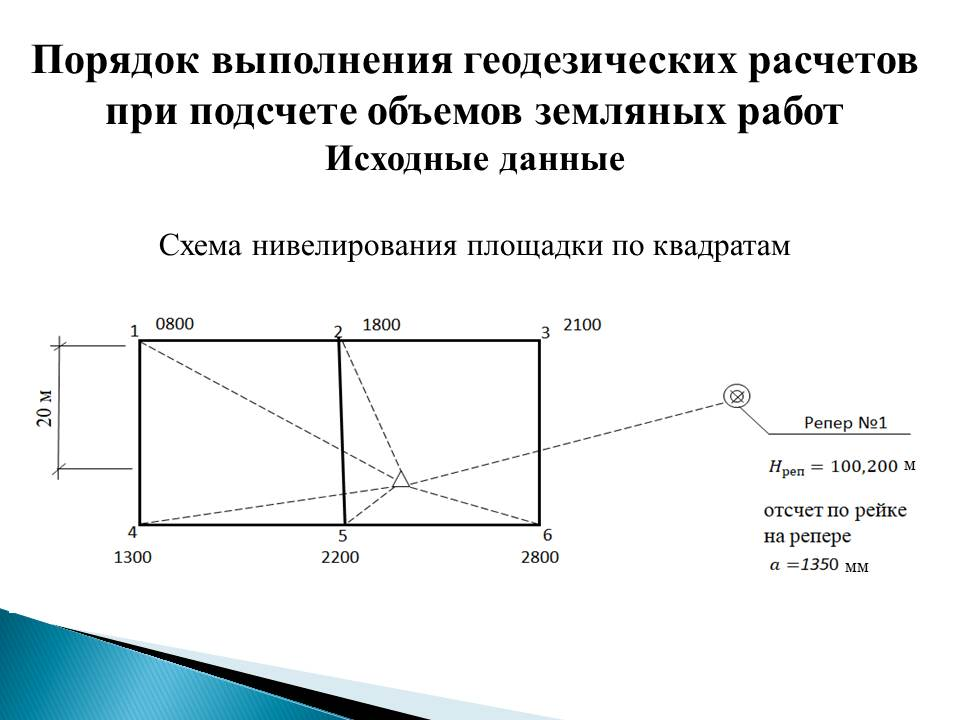 Порядок выполнения геодезических расчетов
при подсчете объемов земляных работ
Исходные данные
Схема нивелирования площадки по квадратам
1 0800 2 1800 3 2100
20 м
Репер №1
Hреп = 100,200 м
отсчет по рейке
на репере
a =1350 мм
4 5 6
1300 2200 2800